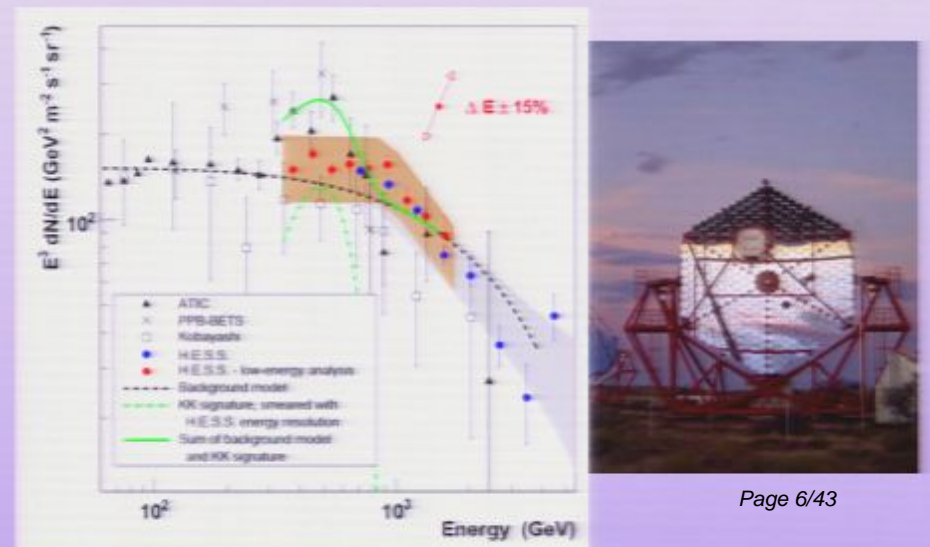 E³ dN/dE (GeV² m⁻² s⁻¹ sr⁻¹)
Δ E ± 15%
10²
ATIC
PPB-BETS
Kobayashi
H.E.S.S.
H.E.S.S. - low-energy analysis
Background model
KK signature, smeared with
H.E.S.S. energy resolution
Sum of background model
and KK signature
10²
10³
Energy (GeV)
Page 6/43